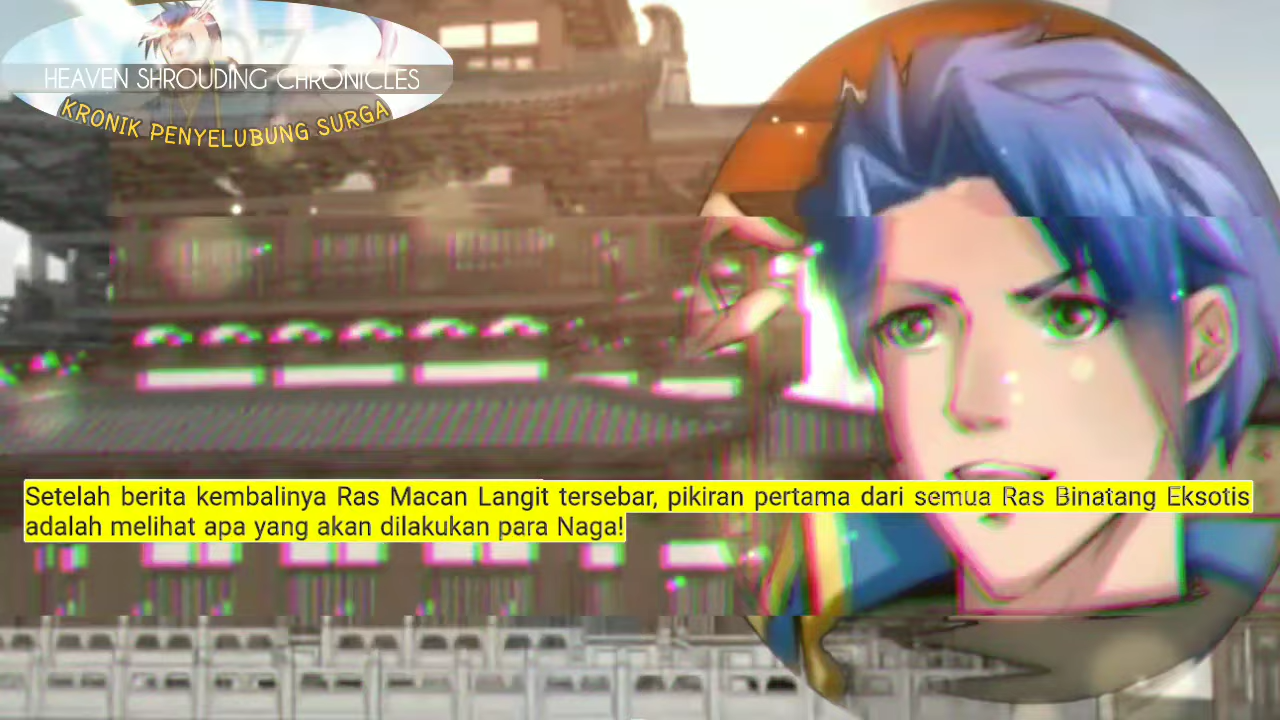 HEAVEN SHROUDING CHRONICLES
KRONIK PENYELUBUNG SURGA
Setelah berita kembalinya Ras Macan Langit tersebar, pikiran pertama dari semua Ras Binatang Eksotis
adalah melihat apa yang akan dilakukan para Naga!